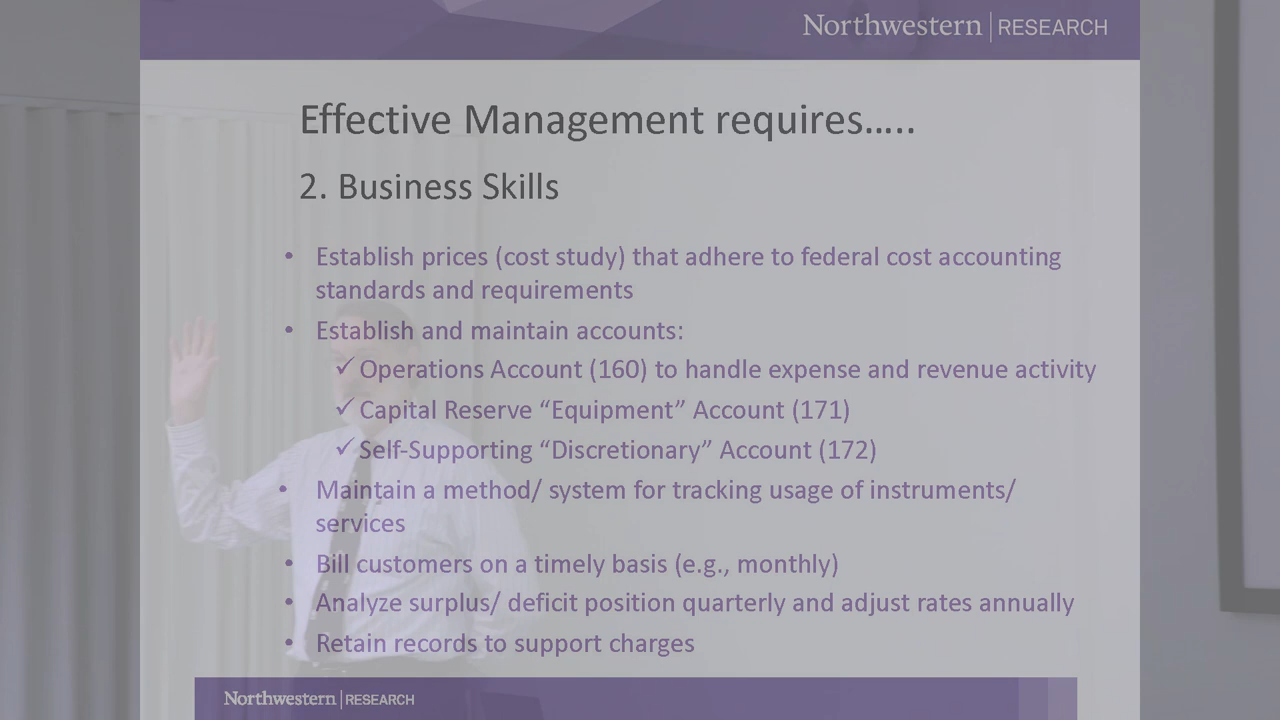 Northwestern | RESEARCH
Effective Management requires…..
2. Business Skills
• Establish prices (cost study) that adhere to federal cost accounting
standards and requirements
• Establish and maintain accounts:
✓ Operations Account (160) to handle expense and revenue activity
✓ Capital Reserve “Equipment” Account (171)
✓ Self-Supporting “Discretionary” Account (172)
• Maintain a method/ system for tracking usage of instruments/
services
• Bill customers on a timely basis (e.g., monthly)
• Analyze surplus/ deficit position quarterly and adjust rates annually
• Retain records to support charges
Northwestern | RESEARCH